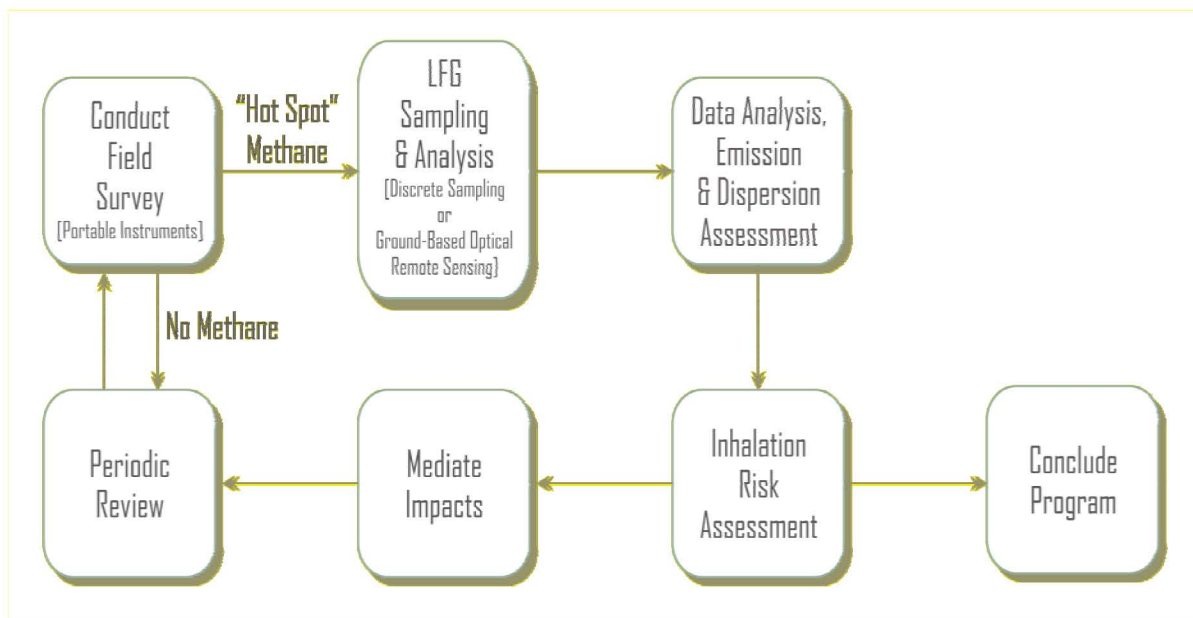 Conduct
Field
Survey
[Portable Instruments]
"Hot Spot"
Methane
LFG
Sampling
& Analysis
[Discrete Sampling
or
Ground-Based Optical
Remote Sensing]
Data Analysis,
Emission
& Dispersion
Assessment
No Methane
Periodic
Review
Mediate
Impacts
Inhalation
Risk
Assessment
Conclude
Program